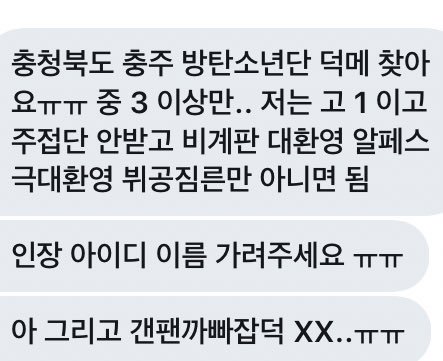 충청북도 충주 방탄소년단 덕메 찾아
요ㅠㅠ 중 3 이상만.. 저는 고 1 이고
주접단 안받고 비계판 대환영 알페스
극대환영 뷔공짐른만 아니면 됨
인장 아이디 이름 가려주세요 ㅠㅠ
아 그리고 갠팬까빠잡덕 XX..ㅠㅠ